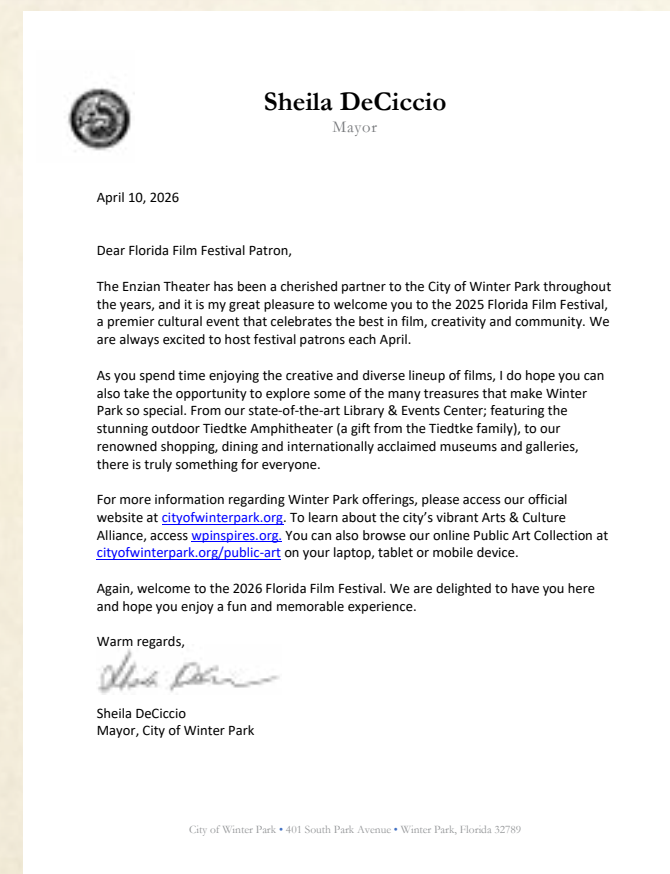 Sheila DeCiccio
Mayor
April 10, 2026
Dear Florida Film Festival Patron,
The Enzian Theater has been a cherished partner to the City of Winter Park throughout
the years, and it is my great pleasure to welcome you to the 2025 Florida Film Festival,
a premier cultural event that celebrates the best in film, creativity and community. We
are always excited to host festival patrons each April.
As you spend time enjoying the creative and diverse lineup of films, I do hope you can
also take the opportunity to explore some of the many treasures that make Winter
Park so special. From our state-of-the-art Library & Events Center; featuring the
stunning outdoor Tiedtke Amphitheater (a gift from the Tiedtke family), to our
renowned shopping, dining and internationally acclaimed museums and galleries,
there is truly something for everyone.
For more information regarding Winter Park offerings, please access our official
website at cityofwinterpark.org. To learn about the city’s vibrant Arts & Culture
Alliance, access wpinspires.org. You can also browse our online Public Art Collection at
cityofwinterpark.org/public-art on your laptop, tablet or mobile device.
Again, welcome to the 2026 Florida Film Festival. We are delighted to have you here
and hope you enjoy a fun and memorable experience.
Warm regards,
Sheila DeCiccio
Mayor, City of Winter Park
City of Winter Park • 401 South Park Avenue • Winter Park, Florida 32789